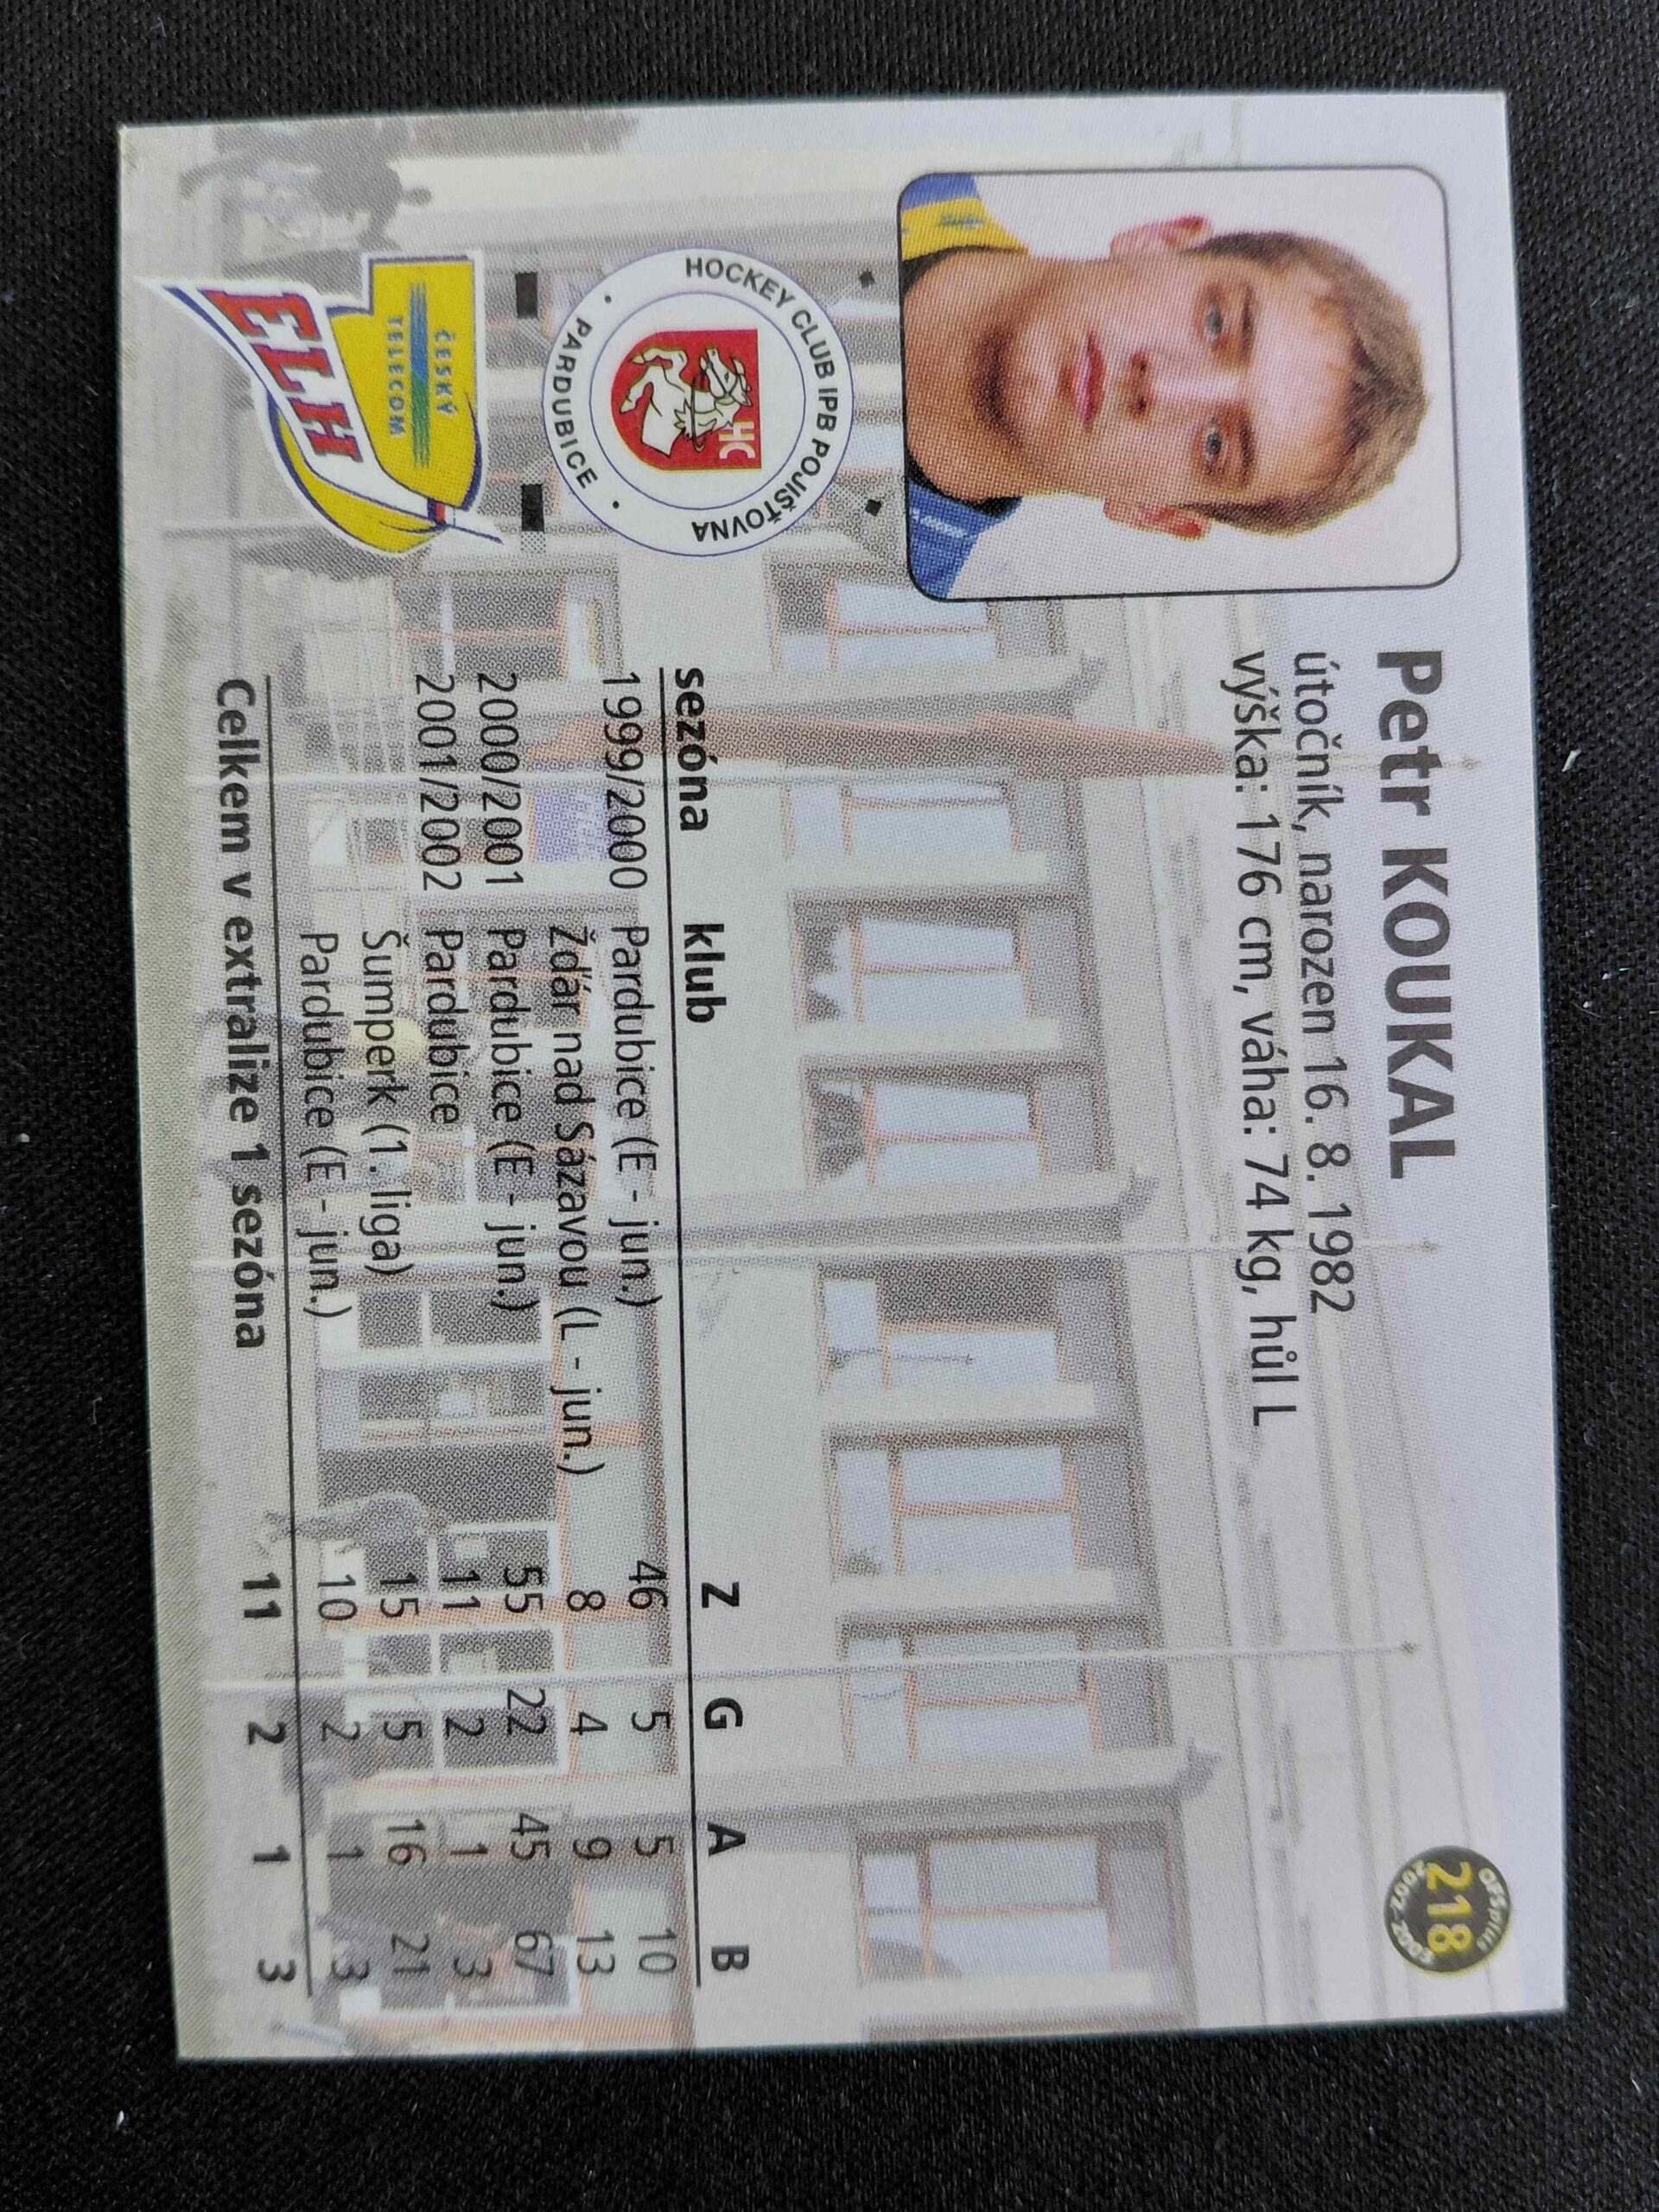 Petr KOUKAL
útočník, narozen 16. 8. 1982
výška: 176 cm, váha: 74 kg, hůl L
OFSplus
218
2002-2003
HOCKEY CLUB IPB POJIŠŤOVNA
• PARDUBICE •
HC
ČESKÝ
TELECOM
ELH
sezóna klub Z G A B
1999/2000 Pardubice (E - jun.) 46 5 5 10
Žďár nad Sázavou (L - jun.) 8 4 9 13
2000/2001 Pardubice (E - jun.) 55 22 45 67
2001/2002 Pardubice 11 2 1 3
Šumperk (1. liga) 15 5 16 21
Pardubice (E - jun.) 10 2 1 3
Celkem v extralize 1 sezóna 11 2 1 3